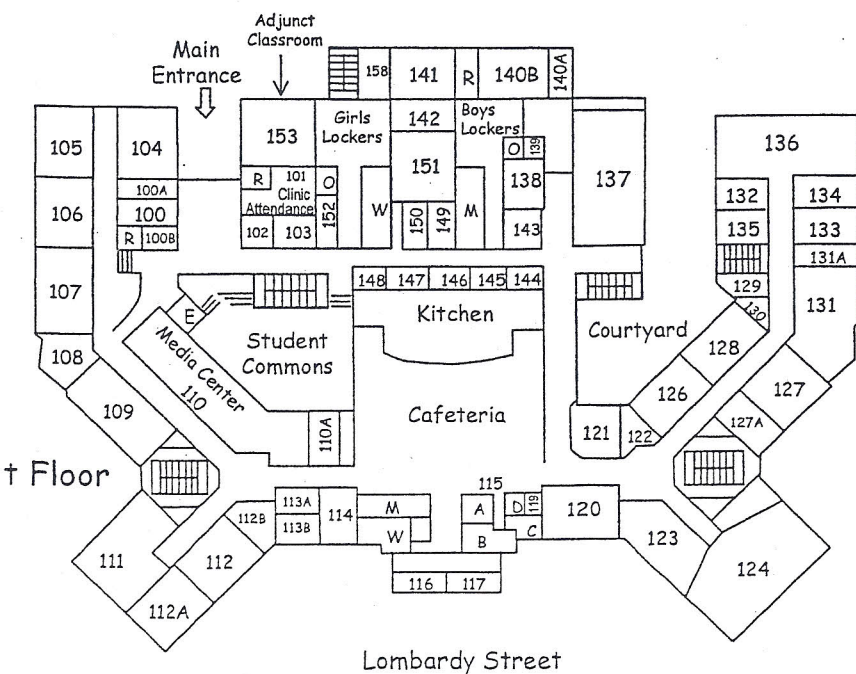 Adjunct
Classroom
Main
Entrance
158
141
R
140B
140A
105
104
153
Girls
Lockers
142
Boys
Lockers
O
139
136
100A
R
101
Clinic
Attendance
O
152
151
138
137
106
100
R
100B
102
103
W
150
149
M
143
132
134
135
133
131A
107
148
147
146
145
144
129
130
131
E
Kitchen
Student
Commons
Courtyard
Media Center
110
108
128
109
126
127
Cafeteria
110A
121
122
127A
t Floor
115
113A
M
A
D
119
120
112B
113B
114
W
B
C
111
112
123
124
116
117
112A
Lombardy Street